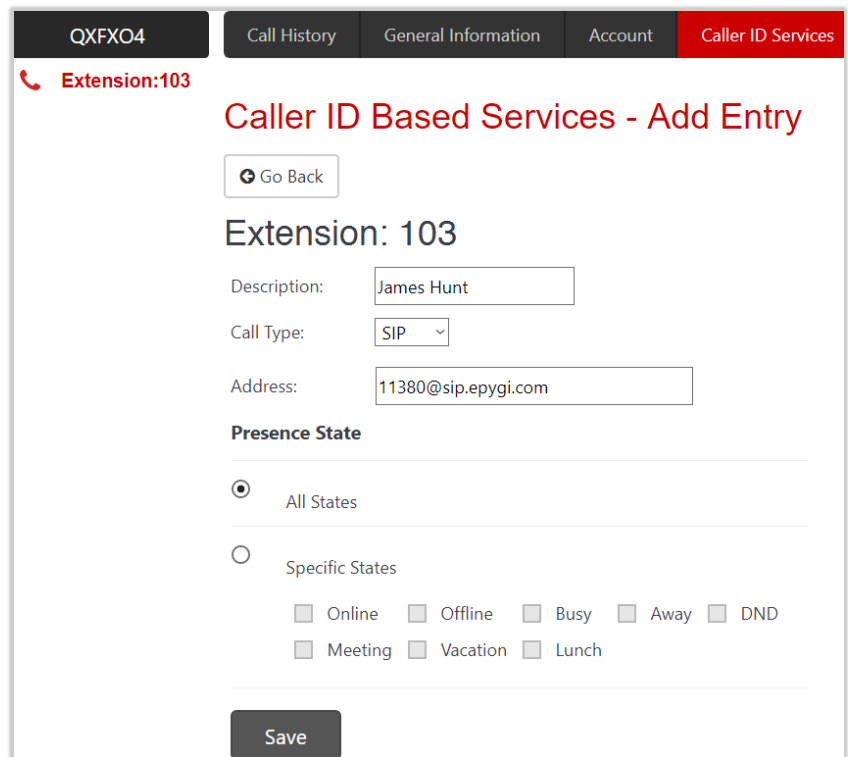 QXFXO4 Call History General Information Account Caller ID Services
Extension:103
Caller ID Based Services - Add Entry
Go Back
Extension: 103
Description: James Hunt
Call Type: SIP
Address: 11380@sip.epygi.com
Presence State
All States
Specific States
Online Offline Busy Away DND
Meeting Vacation Lunch
Save